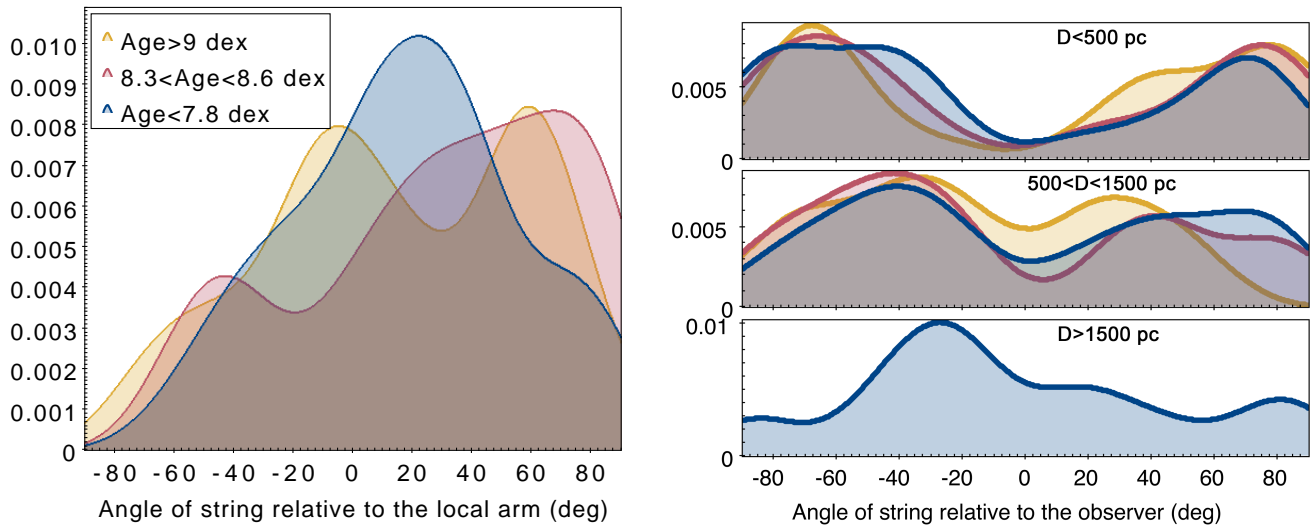 0.010
0.009
0.008
0.007
0.006
0.005
0.004
0.003
0.002
0.001
0
^ Age>9 dex
^ 8.3<Age<8.6 dex
^ Age<7.8 dex
-80 -60 -40 -20 0 20 40 60 80
Angle of string relative to the local arm (deg)
D<500 pc
0.005
0
500<D<1500 pc
0.005
0
D>1500 pc
0.01
0
-80 -60 -40 -20 0 20 40 60 80
Angle of string relative to the observer (deg)